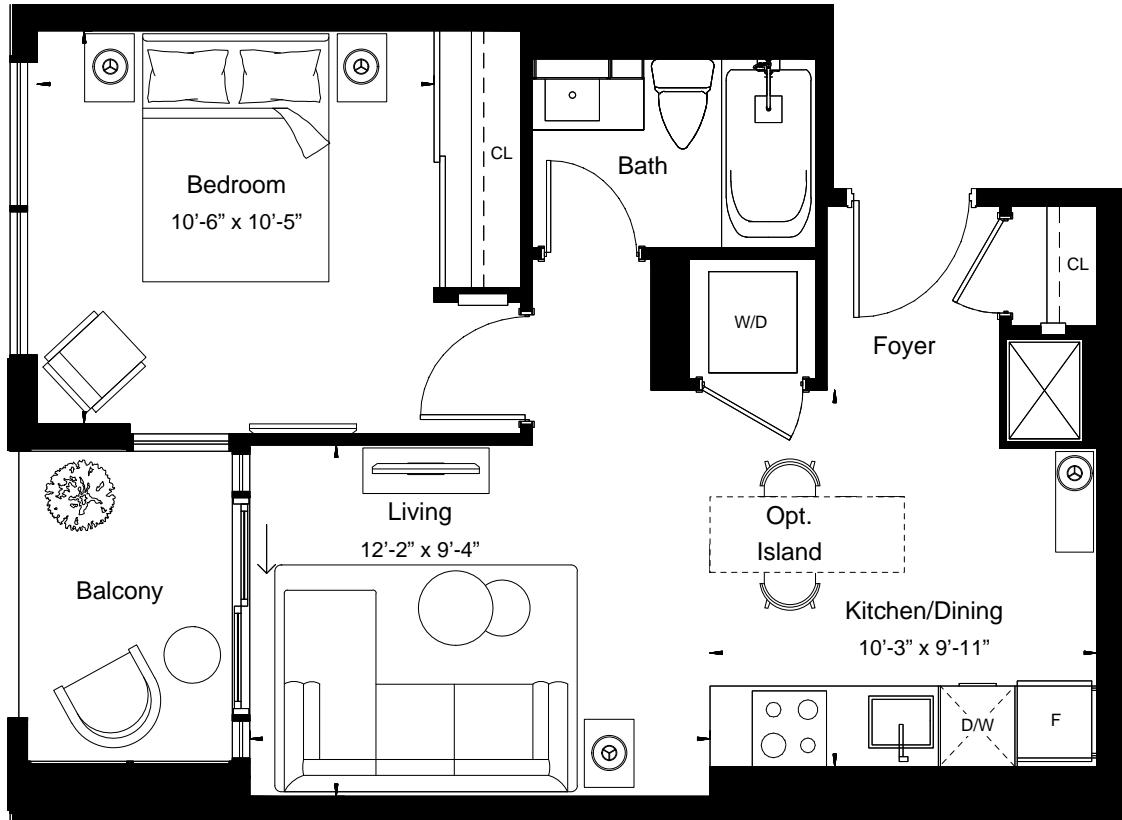 CL
Bath
Bedroom
10’-6” x 10’-5”
CL
W/D
Foyer
Living
12’-2” x 9’-4”
Opt.
Island
Balcony
Kitchen/Dining
10’-3” x 9’-11”
D/W
F